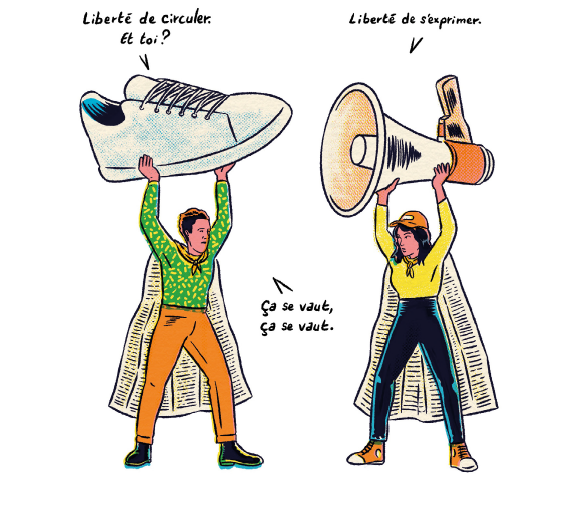 Liberté de circuler.
Et toi?
Liberté de s'exprimer.
Ça se vaut,
ça se vaut.